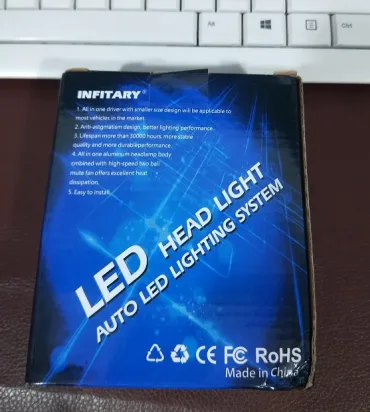 alt
ctrl
INFITARY®
1. All in one driver with smaller size design will be applicable to
most vehicles in the market
2. Anti-astigmatism design, better lighting performance.
3. Lifespan more than 30000 hours, more stable
quality and more durableperformance
4. All in one aluminum headlamp body
cmbined with high-speed two ball
mute fan offers excellent heat
dissipation,
5. Easy to install.
LED HEAD LIGHT
AUTO LED LIGHTING SYSTEM
CE FC RoHS
Made in China